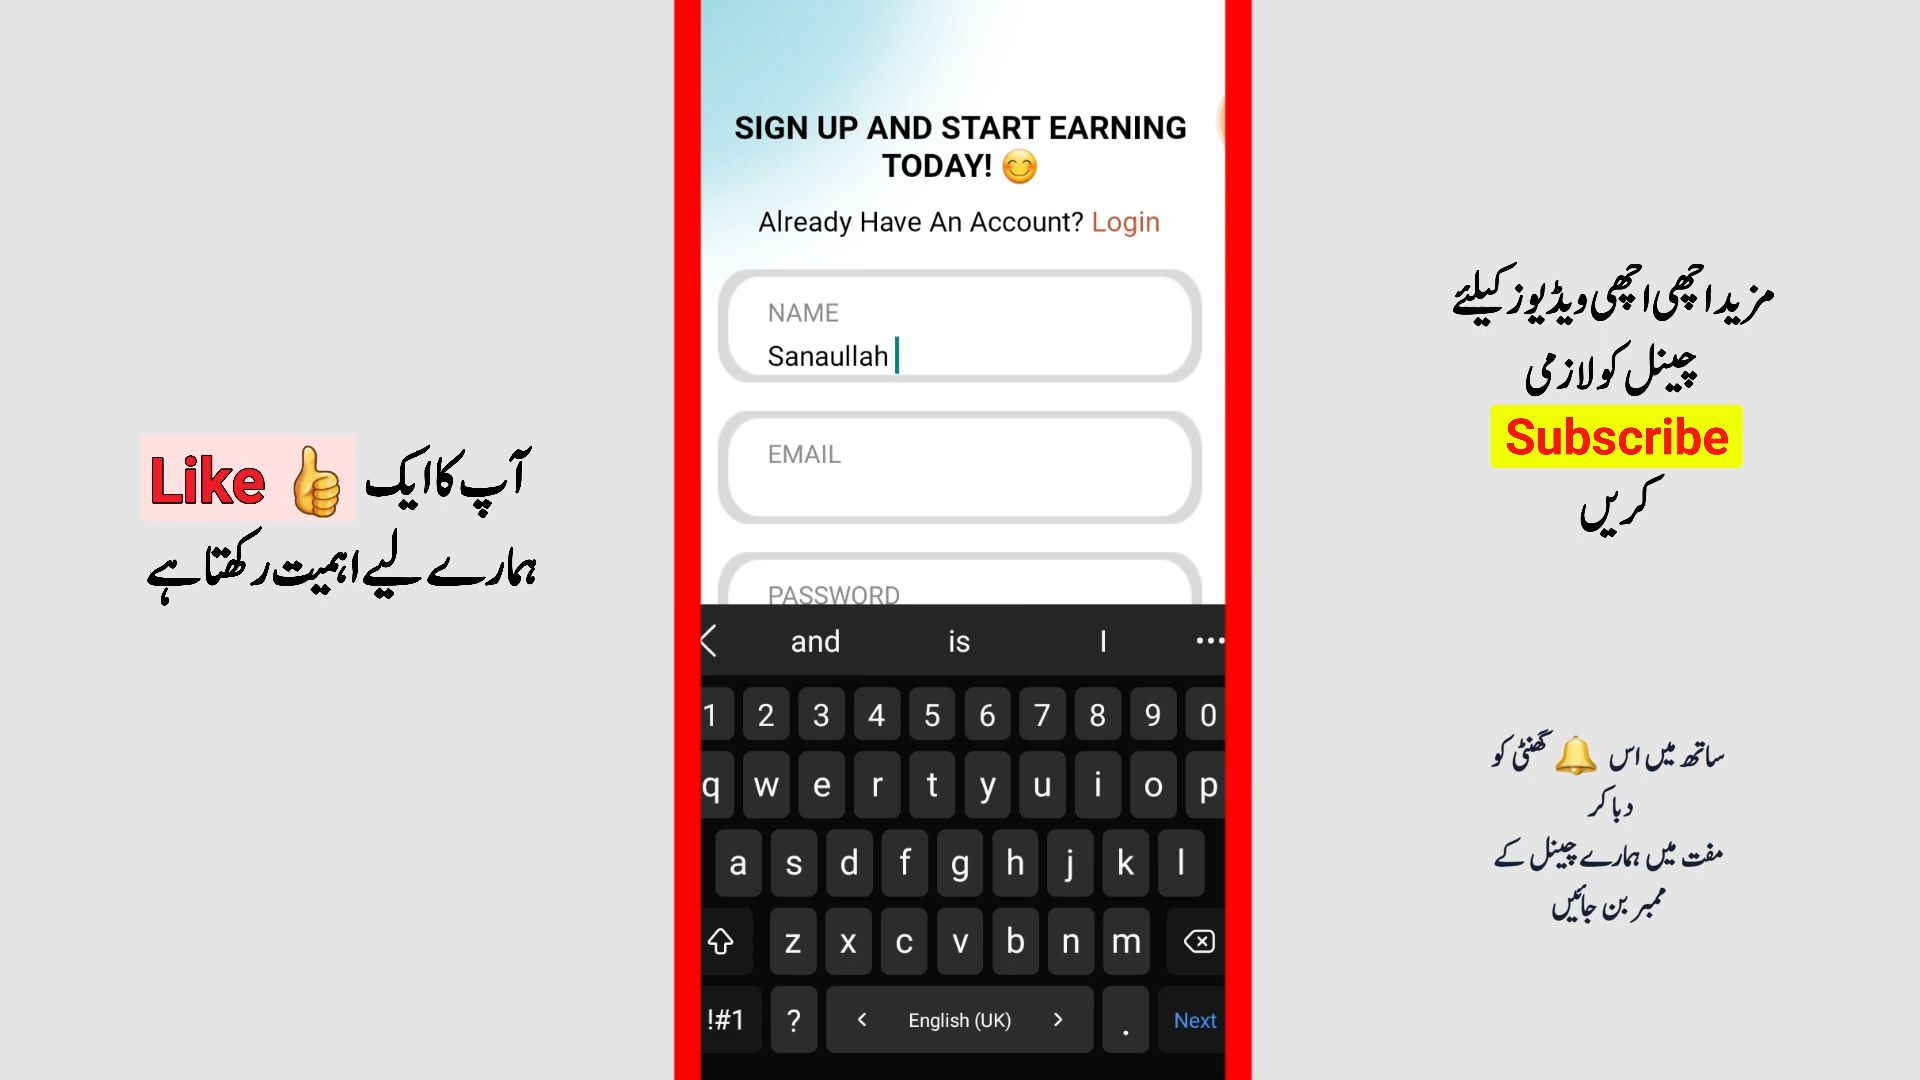 آپ کا ایک Like 👍
ہمارے لیے اہمیت رکھتا ہے
SIGN UP AND START EARNING
TODAY! 😊
Already Have An Account? Login
NAME
Sanaullah
EMAIL
PASSWORD
and is I
1 2 3 4 5 6 7 8 9 0
q w e r t y u i o p
a s d f g h j k l
z x c v b n m
!#1 ? < English (UK) > . Next
مزید اچھی اچھی ویڈیوز کیلئے
چینل کو لازمی
Subscribe
کریں
ساتھ میں اس 🔔 گھنٹی کو
دبا کر
مفت میں ہمارے چینل کے
ممبر بن جائیں